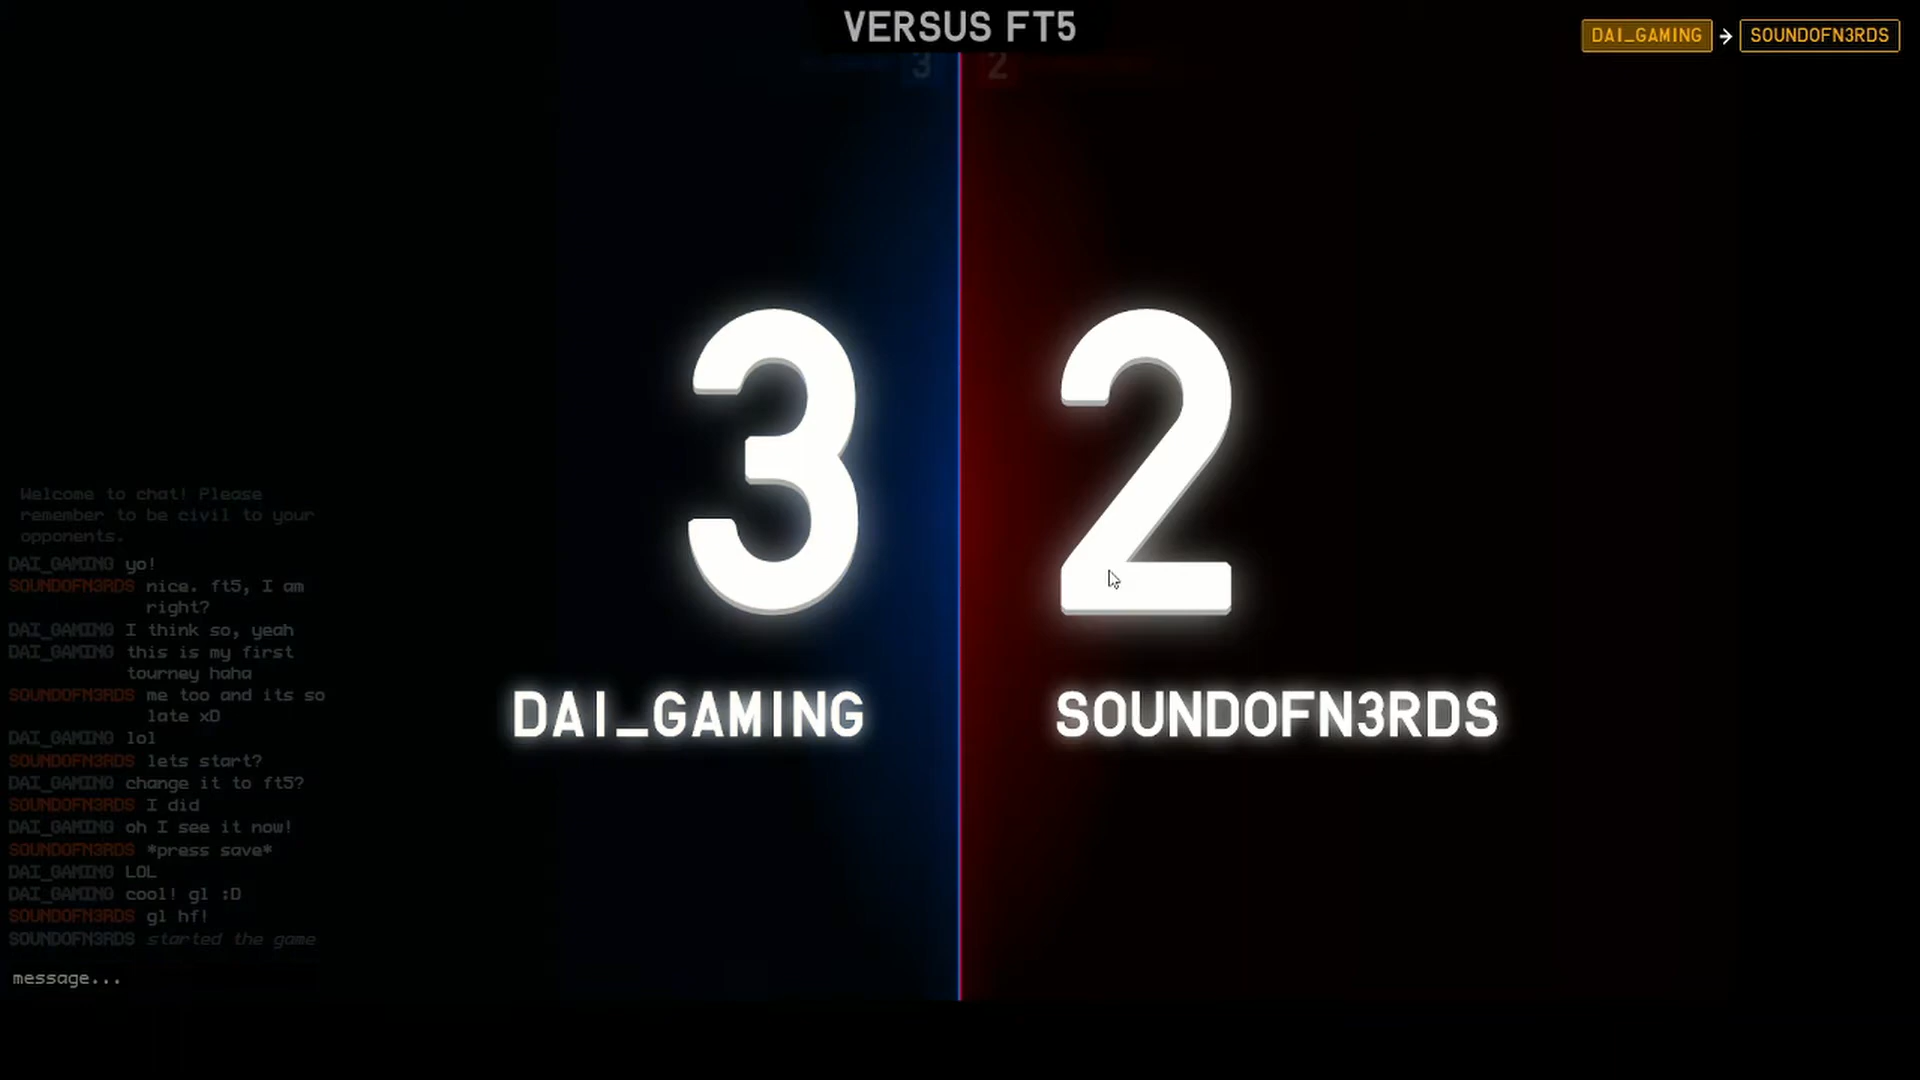 VERSUS FT5
DAI_GAMING → SOUNDOFN3RDS
3 2
3 2
DAI_GAMING SOUNDOFN3RDS
Welcome to chat! Please
remember to be civil to your
opponents.
DAI_GAMING yo!
SOUNDOFN3RDS nice. ft5, I am
right?
DAI_GAMING I think so, yeah
DAI_GAMING this is my first
tourney haha
SOUNDOFN3RDS me too and its so
late xD
DAI_GAMING lol
SOUNDOFN3RDS lets start?
DAI_GAMING change it to ft5?
SOUNDOFN3RDS I did
DAI_GAMING oh I see it now!
SOUNDOFN3RDS *press save*
DAI_GAMING LOL
DAI_GAMING cool! gl :D
SOUNDOFN3RDS gl hf!
SOUNDOFN3RDS started the game
message...